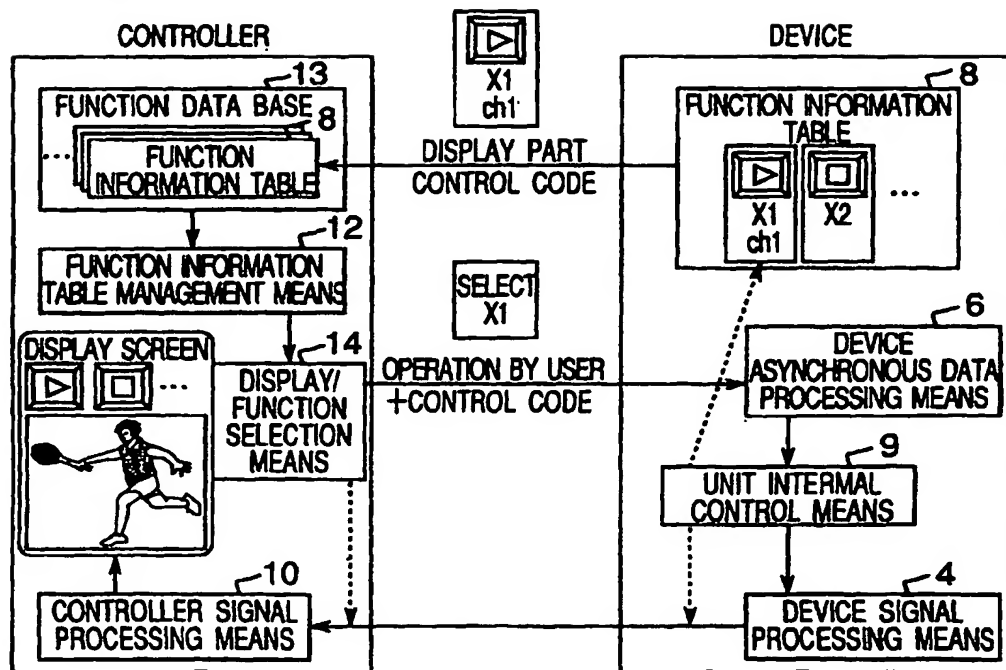 CONTROLLER
13
FUNCTION DATA BASE
8
...
FUNCTION
INFORMATION TABLE
12
FUNCTION INFORMATION
TABLE MANAGEMENT MEANS
DISPLAY SCREEN
...
14
DISPLAY/
FUNCTION
SELECTION
MEANS
10
CONTROLLER SIGNAL
PROCESSING MEANS
X1
ch1
DISPLAY PART
CONTROL CODE
SELECT
X1
OPERATION BY USER
+CONTROL CODE
DEVICE
8
FUNCTION INFORMATION
TABLE
X1
ch1
X2
...
6
DEVICE
ASYNCHRONOUS DATA
PROCESSING MEANS
9
UNIT INTERMAL
CONTROL MEANS
4
DEVICE SIGNAL
PROCESSING MEANS